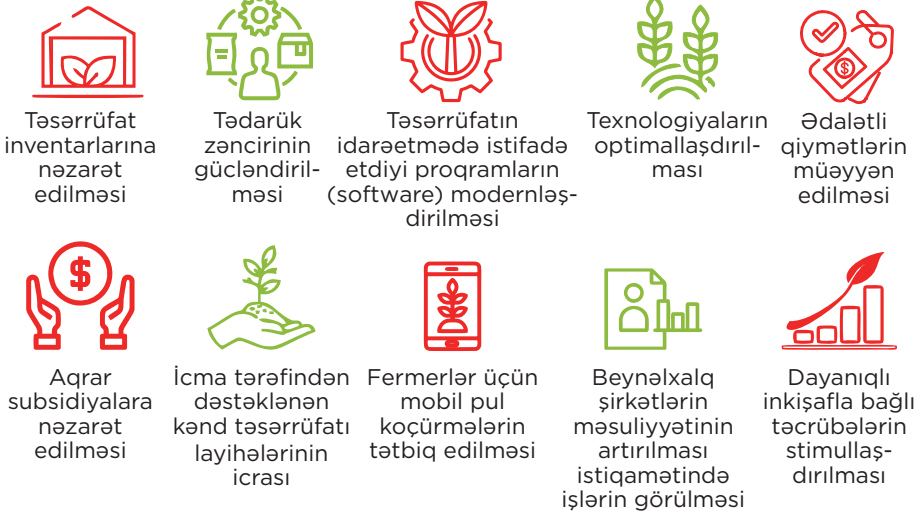 Təsərrüfat
inventarlarına
nəzarət
edilməsi
Tədarük
zəncirinin
gücləndiril-
məsi
Təsərrüfatın
idarəetmədə istifadə
etdiyi proqramların
(software) modernləş-
dirilməsi
Texnologiyaların
optimallaşdırıl-
ması
Ədalətli
qiymətlərin
müəyyən
edilməsi
Aqrar
subsidiyalara
nəzarət
edilməsi
İcma tərəfindən
dəstəklənən
kənd təsərrüfatı
layihələrinin
icrası
Fermerlər üçün
mobil pul
koçürmələrin
tətbiq edilməsi
Beynəlxalq
şirkətlərin
məsuliyyətinin
artırılması
istiqamətində
işlərin görülməsi
Dayanıqlı
inkişafla bağlı
təcrübələrin
stimullaş-
dırılması